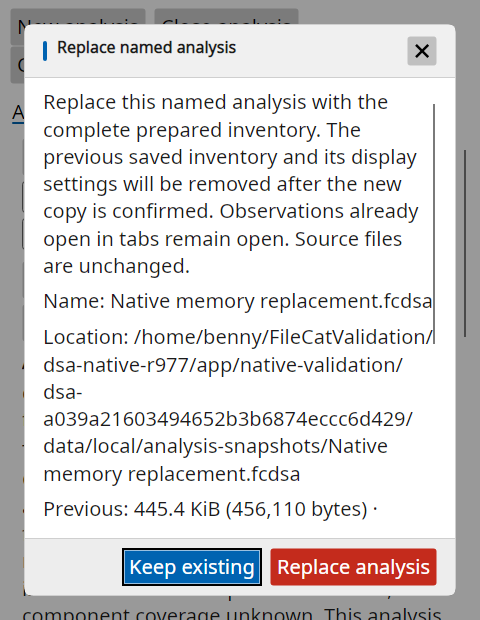 New analysis Close analysis
Replace named analysis
Replace this named analysis with the
complete prepared inventory. The
previous saved inventory and its display
settings will be removed after the new
copy is confirmed. Observations already
open in tabs remain open. Source files
are unchanged.
Name: Native memory replacement.fcdsa
Location: /home/benny/FileCatValidation/
dsa-native-r977/app/native-validation/
dsa-
a039a21603494652b3b6874eccc6d429/
data/local/analysis-snapshots/Native
memory replacement.fcdsa
Previous: 445.4 KiB (456,110 bytes) ·
Keep existing Replace analysis
component coverage unknown. This analysis